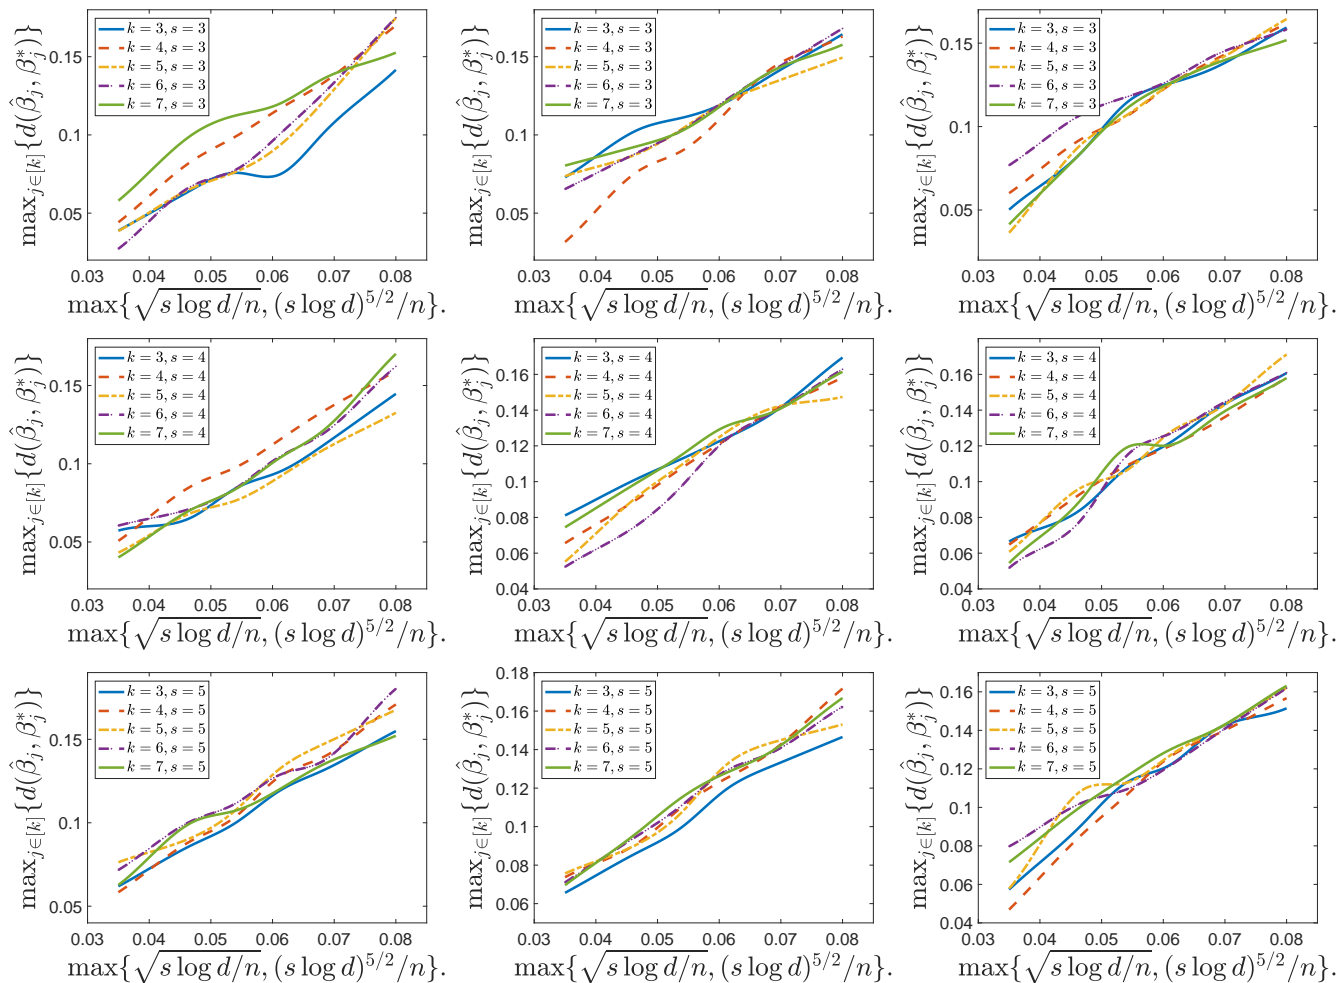 max_{j∈[k]}{d(β̂_j, β_j^*)}
0.15
0.1
0.05
k = 3, s = 3
k = 4, s = 3
k = 5, s = 3
k = 6, s = 3
k = 7, s = 3
0.03 0.04 0.05 0.06 0.07 0.08
max{√(s log d/n), (s log d)^{5/2}/n}.
max_{j∈[k]}{d(β̂_j, β_j^*)}
0.15
0.1
0.05
k = 3, s = 3
k = 4, s = 3
k = 5, s = 3
k = 6, s = 3
k = 7, s = 3
0.03 0.04 0.05 0.06 0.07 0.08
max{√(s log d/n), (s log d)^{5/2}/n}.
max_{j∈[k]}{d(β̂_j, β_j^*)}
0.15
0.1
0.05
k = 3, s = 3
k = 4, s = 3
k = 5, s = 3
k = 6, s = 3
k = 7, s = 3
0.03 0.04 0.05 0.06 0.07 0.08
max{√(s log d/n), (s log d)^{5/2}/n}.
max_{j∈[k]}{d(β̂_j, β_j^*)}
0.15
0.1
0.05
k = 3, s = 4
k = 4, s = 4
k = 5, s = 4
k = 6, s = 4
k = 7, s = 4
0.03 0.04 0.05 0.06 0.07 0.08
max{√(s log d/n), (s log d)^{5/2}/n}.
max_{j∈[k]}{d(β̂_j, β_j^*)}
0.16
0.14
0.12
0.1
0.08
0.06
0.04
k = 3, s = 4
k = 4, s = 4
k = 5, s = 4
k = 6, s = 4
k = 7, s = 4
0.03 0.04 0.05 0.06 0.07 0.08
max{√(s log d/n), (s log d)^{5/2}/n}.
max_{j∈[k]}{d(β̂_j, β_j^*)}
0.16
0.14
0.12
0.1
0.08
0.06
0.04
k = 3, s = 4
k = 4, s = 4
k = 5, s = 4
k = 6, s = 4
k = 7, s = 4
0.03 0.04 0.05 0.06 0.07 0.08
max{√(s log d/n), (s log d)^{5/2}/n}.
max_{j∈[k]}{d(β̂_j, β_j^*)}
0.15
0.1
0.05
k = 3, s = 5
k = 4, s = 5
k = 5, s = 5
k = 6, s = 5
k = 7, s = 5
0.03 0.04 0.05 0.06 0.07 0.08
max{√(s log d/n), (s log d)^{5/2}/n}.
max_{j∈[k]}{d(β̂_j, β_j^*)}
0.18
0.16
0.14
0.12
0.1
0.08
0.06
k = 3, s = 5
k = 4, s = 5
k = 5, s = 5
k = 6, s = 5
k = 7, s = 5
0.03 0.04 0.05 0.06 0.07 0.08
max{√(s log d/n), (s log d)^{5/2}/n}.
max_{j∈[k]}{d(β̂_j, β_j^*)}
0.16
0.14
0.12
0.1
0.08
0.06
0.04
k = 3, s = 5
k = 4, s = 5
k = 5, s = 5
k = 6, s = 5
k = 7, s = 5
0.03 0.04 0.05 0.06 0.07 0.08
max{√(s log d/n), (s log d)^{5/2}/n}.